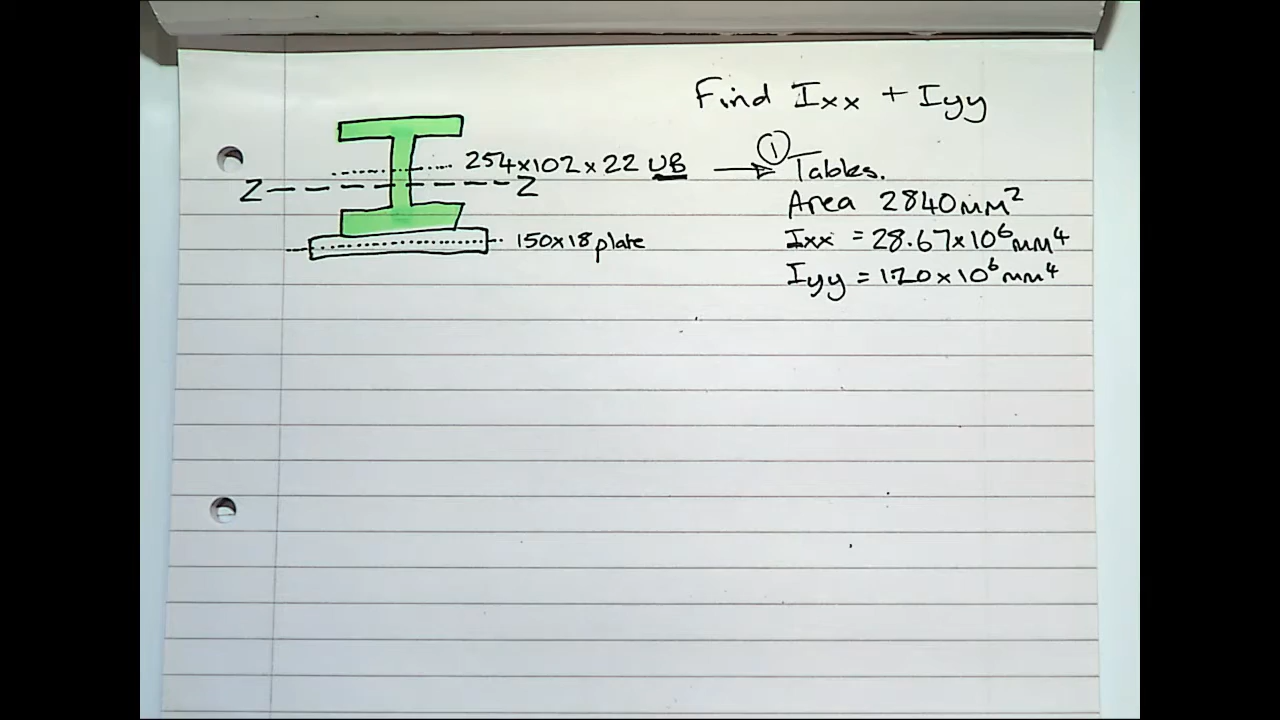 Find Ixx + Iyy
254x102x22 UB
① Tables.
Z Z
Area 2840mm²
150x18 plate
Ixx = 28.67x10⁶mm⁴
Iyy = 1.20x10⁶mm⁴